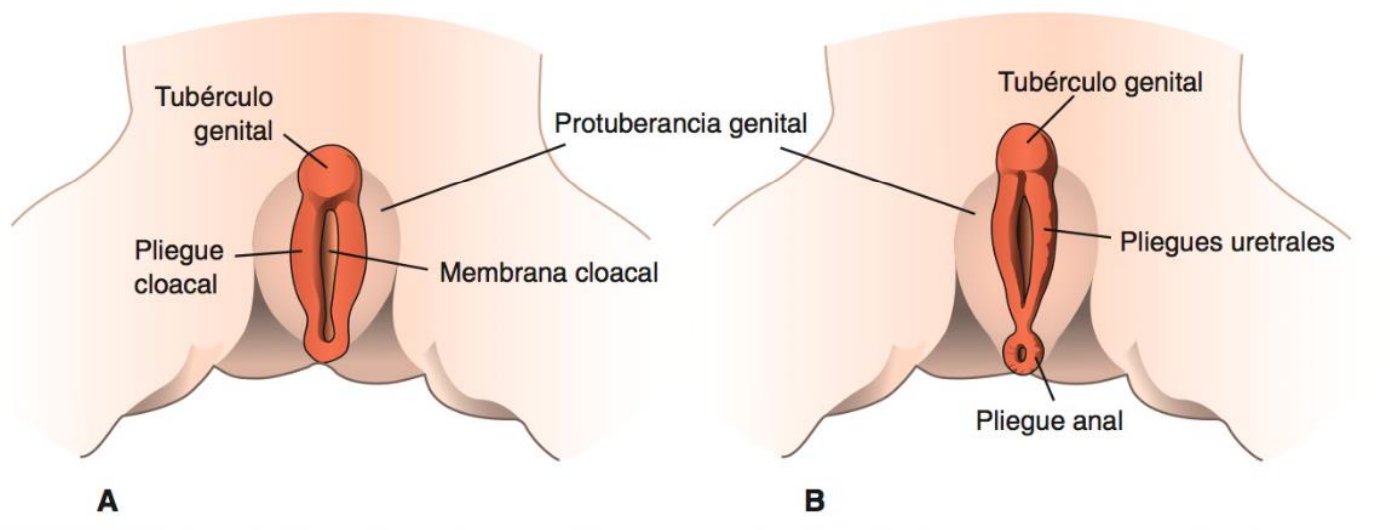 Tubérculo
genital
Protuberancia genital
Tubérculo genital
Pliegue
cloacal
Membrana cloacal
Pliegues uretrales
Pliegue anal
A
B